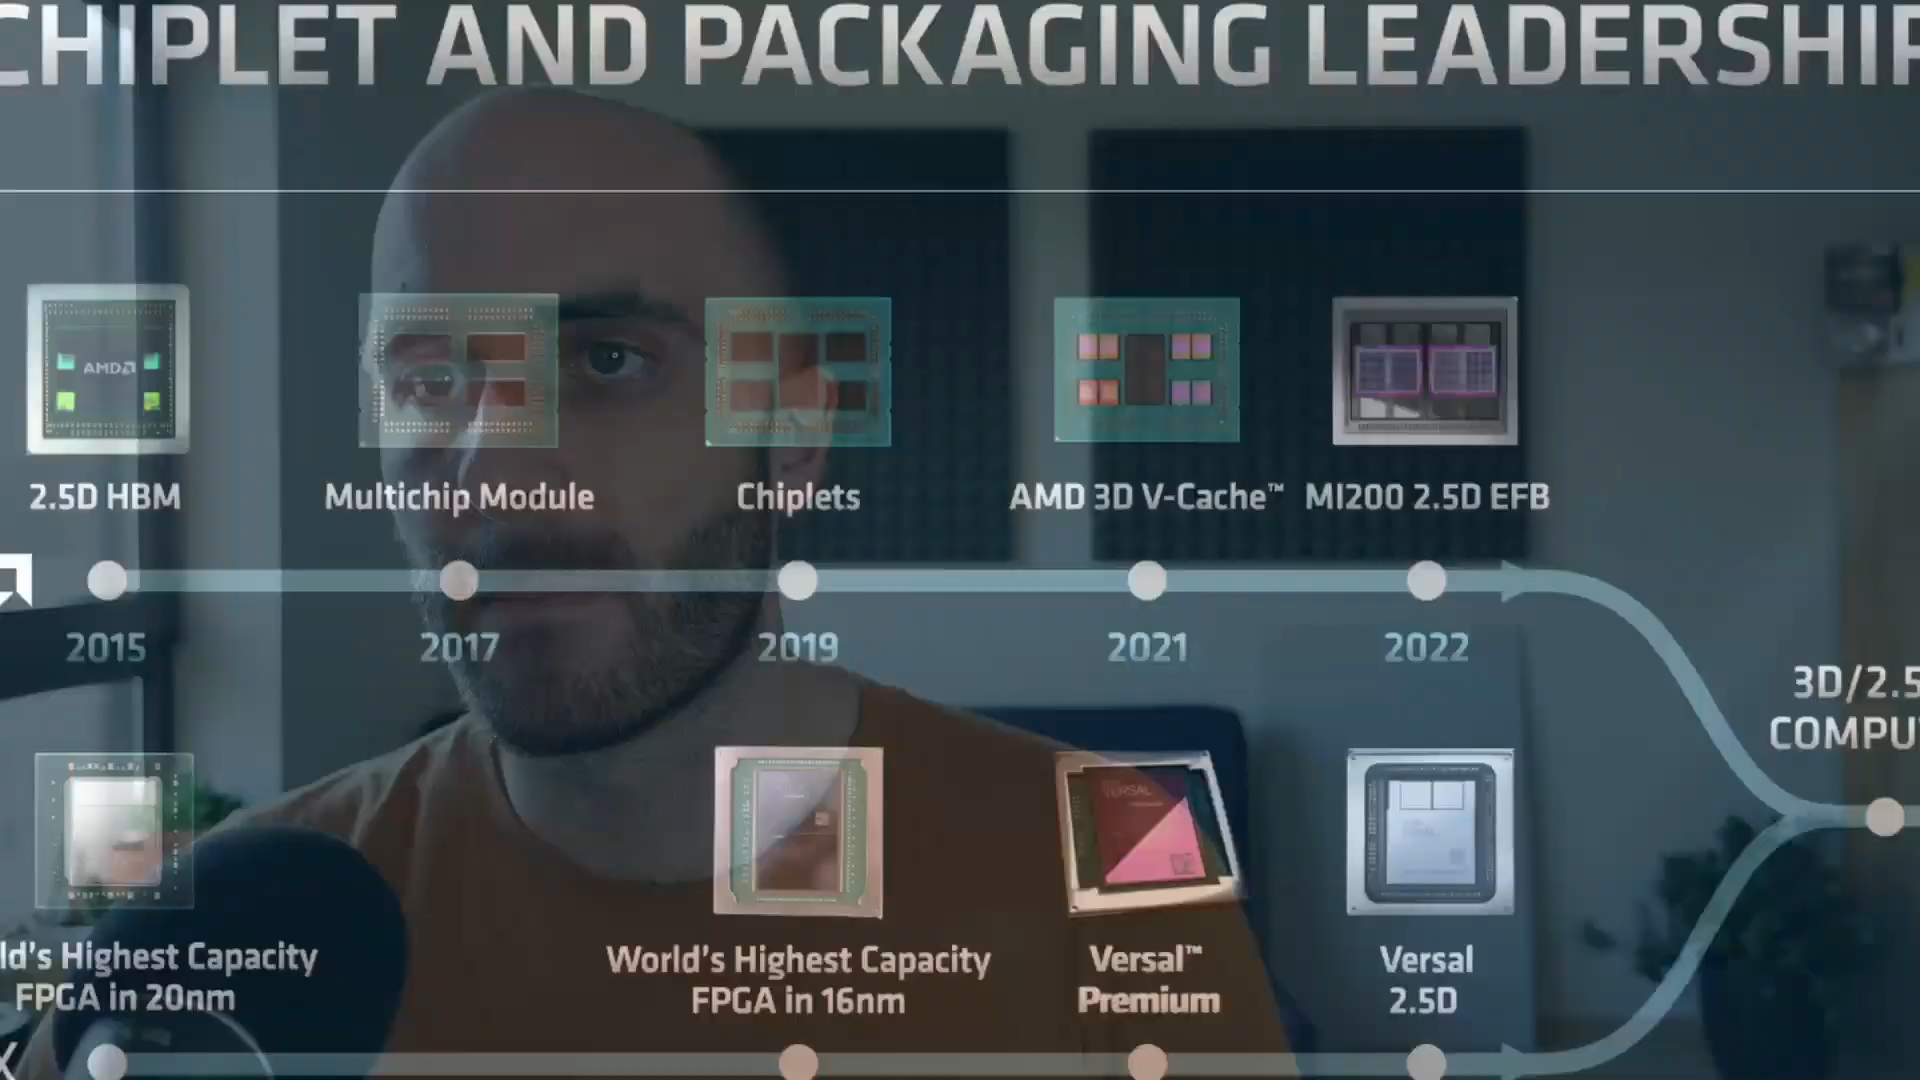 CHIPLET AND PACKAGING LEADERSHIP
AMD
2.5D HBM
Multichip Module
Chiplets
AMD 3D V-Cache™
MI200 2.5D EFB
2015
2017
2019
2021
2022
3D/2.5
COMPU
VERSAL
ld's Highest Capacity
FPGA in 20nm
World's Highest Capacity
FPGA in 16nm
Versal™
Premium
Versal
2.5D
X